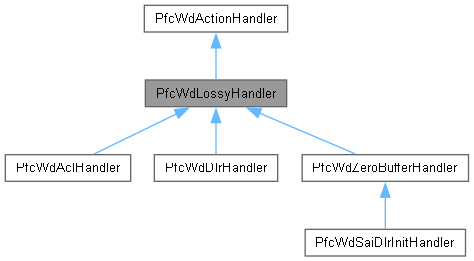 PfcWdActionHandler
PfcWdLossyHandler
PfcWdAclHandler
PfcWdDlrHandler
PfcWdZeroBufferHandler
PfcWdSaiDlrInitHandler